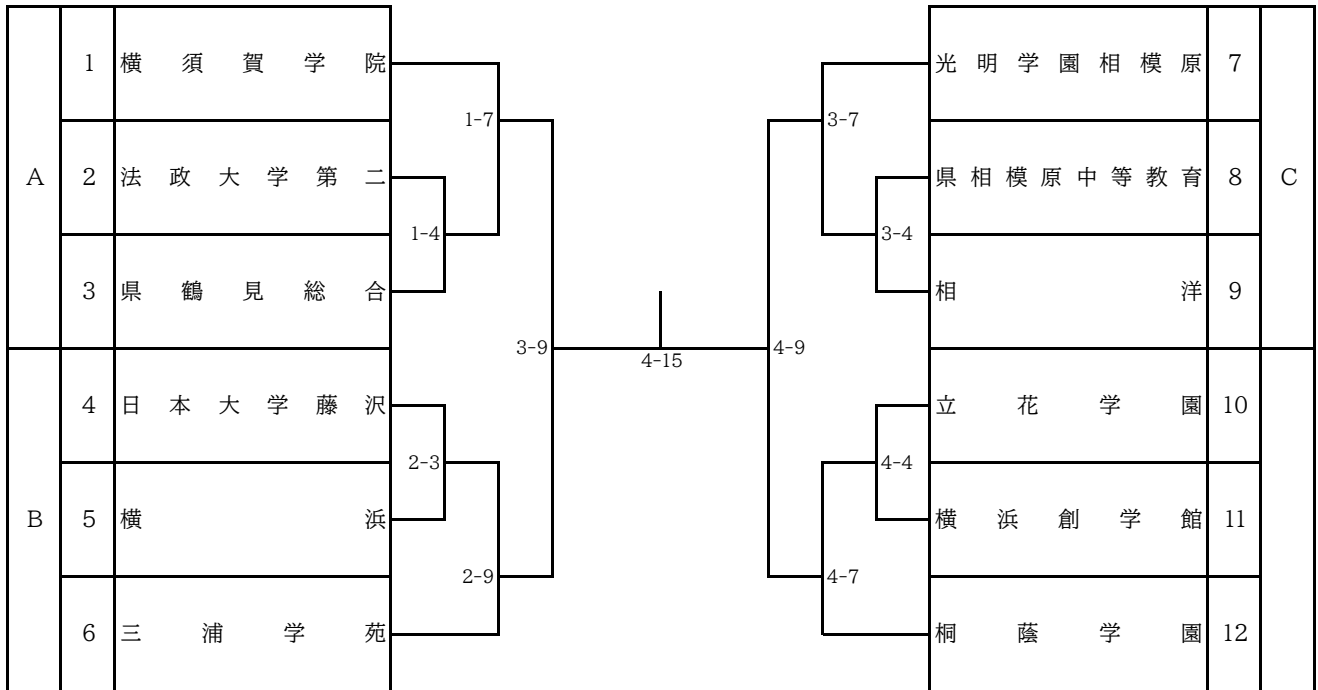 A
1 横須賀学院
2 法政大学第二
3 県鶴見総合
B
4 日本大学藤沢
5 横浜
6 三浦学苑
1-7
1-4
2-3
2-9
3-9
4-15
4-9
3-7
3-4
4-4
4-7
光明学園相模原 7
県相模原中等教育 8
相洋 9
C
立花学園 10
横浜創学館 11
桐蔭学園 12